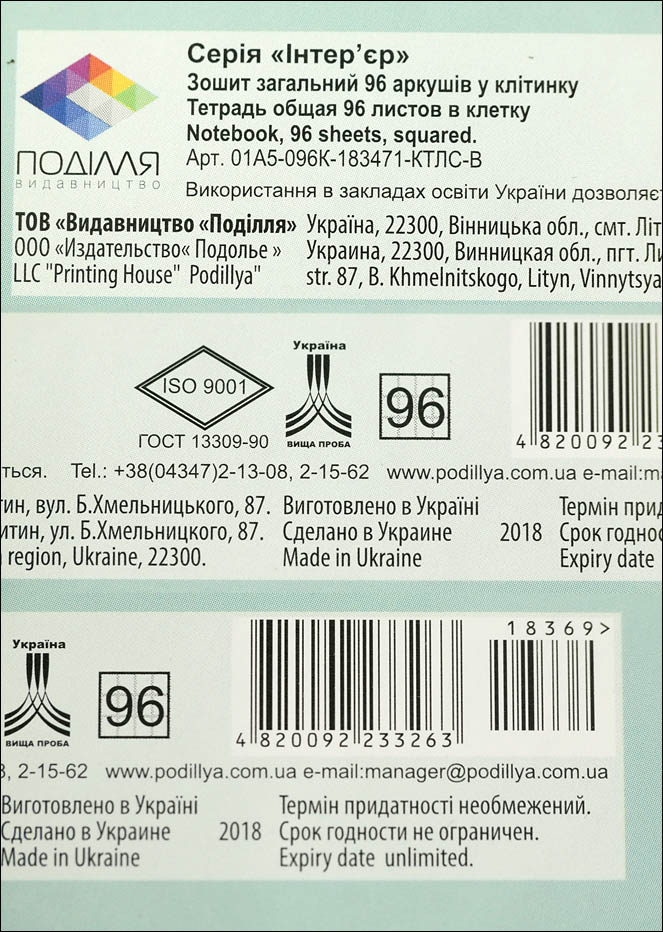 Серія «Інтер’єр»
Зошит загальний 96 аркушів у клітинку
Тетрадь общая 96 листов в клетку
Notebook, 96 sheets, squared.
Арт. 01А5-096К-183471-КТЛС-В
ПОДІЛЛЯ
видавництво
Використання в закладах освіти України дозволяєт
ТОВ «Видавництво «Поділля» Україна, 22300, Вінницька обл., смт. Літ
ООО «Издательство« Подолье » Украина, 22300, Винницкая обл., пгт. Ли
LLC "Printing House" Podillya" str. 87, B. Khmelnitskogo, Lityn, Vinnytsya
Україна
ISO 9001
96
ГОСТ 13309-90
ВИЩА ПРОБА
4 820092 23
ться. Tel.: +38(04347)2-13-08, 2-15-62 www.podillya.com.ua e-mail:m
тин, вул. Б.Хмельницького, 87. Виготовлено в Україні Термін прид
итин, ул. Б.Хмельницкого, 87. Сделано в Украине 2018 Срок годнос
region, Ukraine, 22300. Made in Ukraine Expiry date
18369>
Україна
96
ВИЩА ПРОБА
4 820092 233263
3, 2-15-62 www.podillya.com.ua e-mail:manager@podillya.com.ua
Виготовлено в Україні Термін придатності необмежений.
Сделано в Украине 2018 Срок годности не ограничен.
Made in Ukraine Expiry date unlimited.